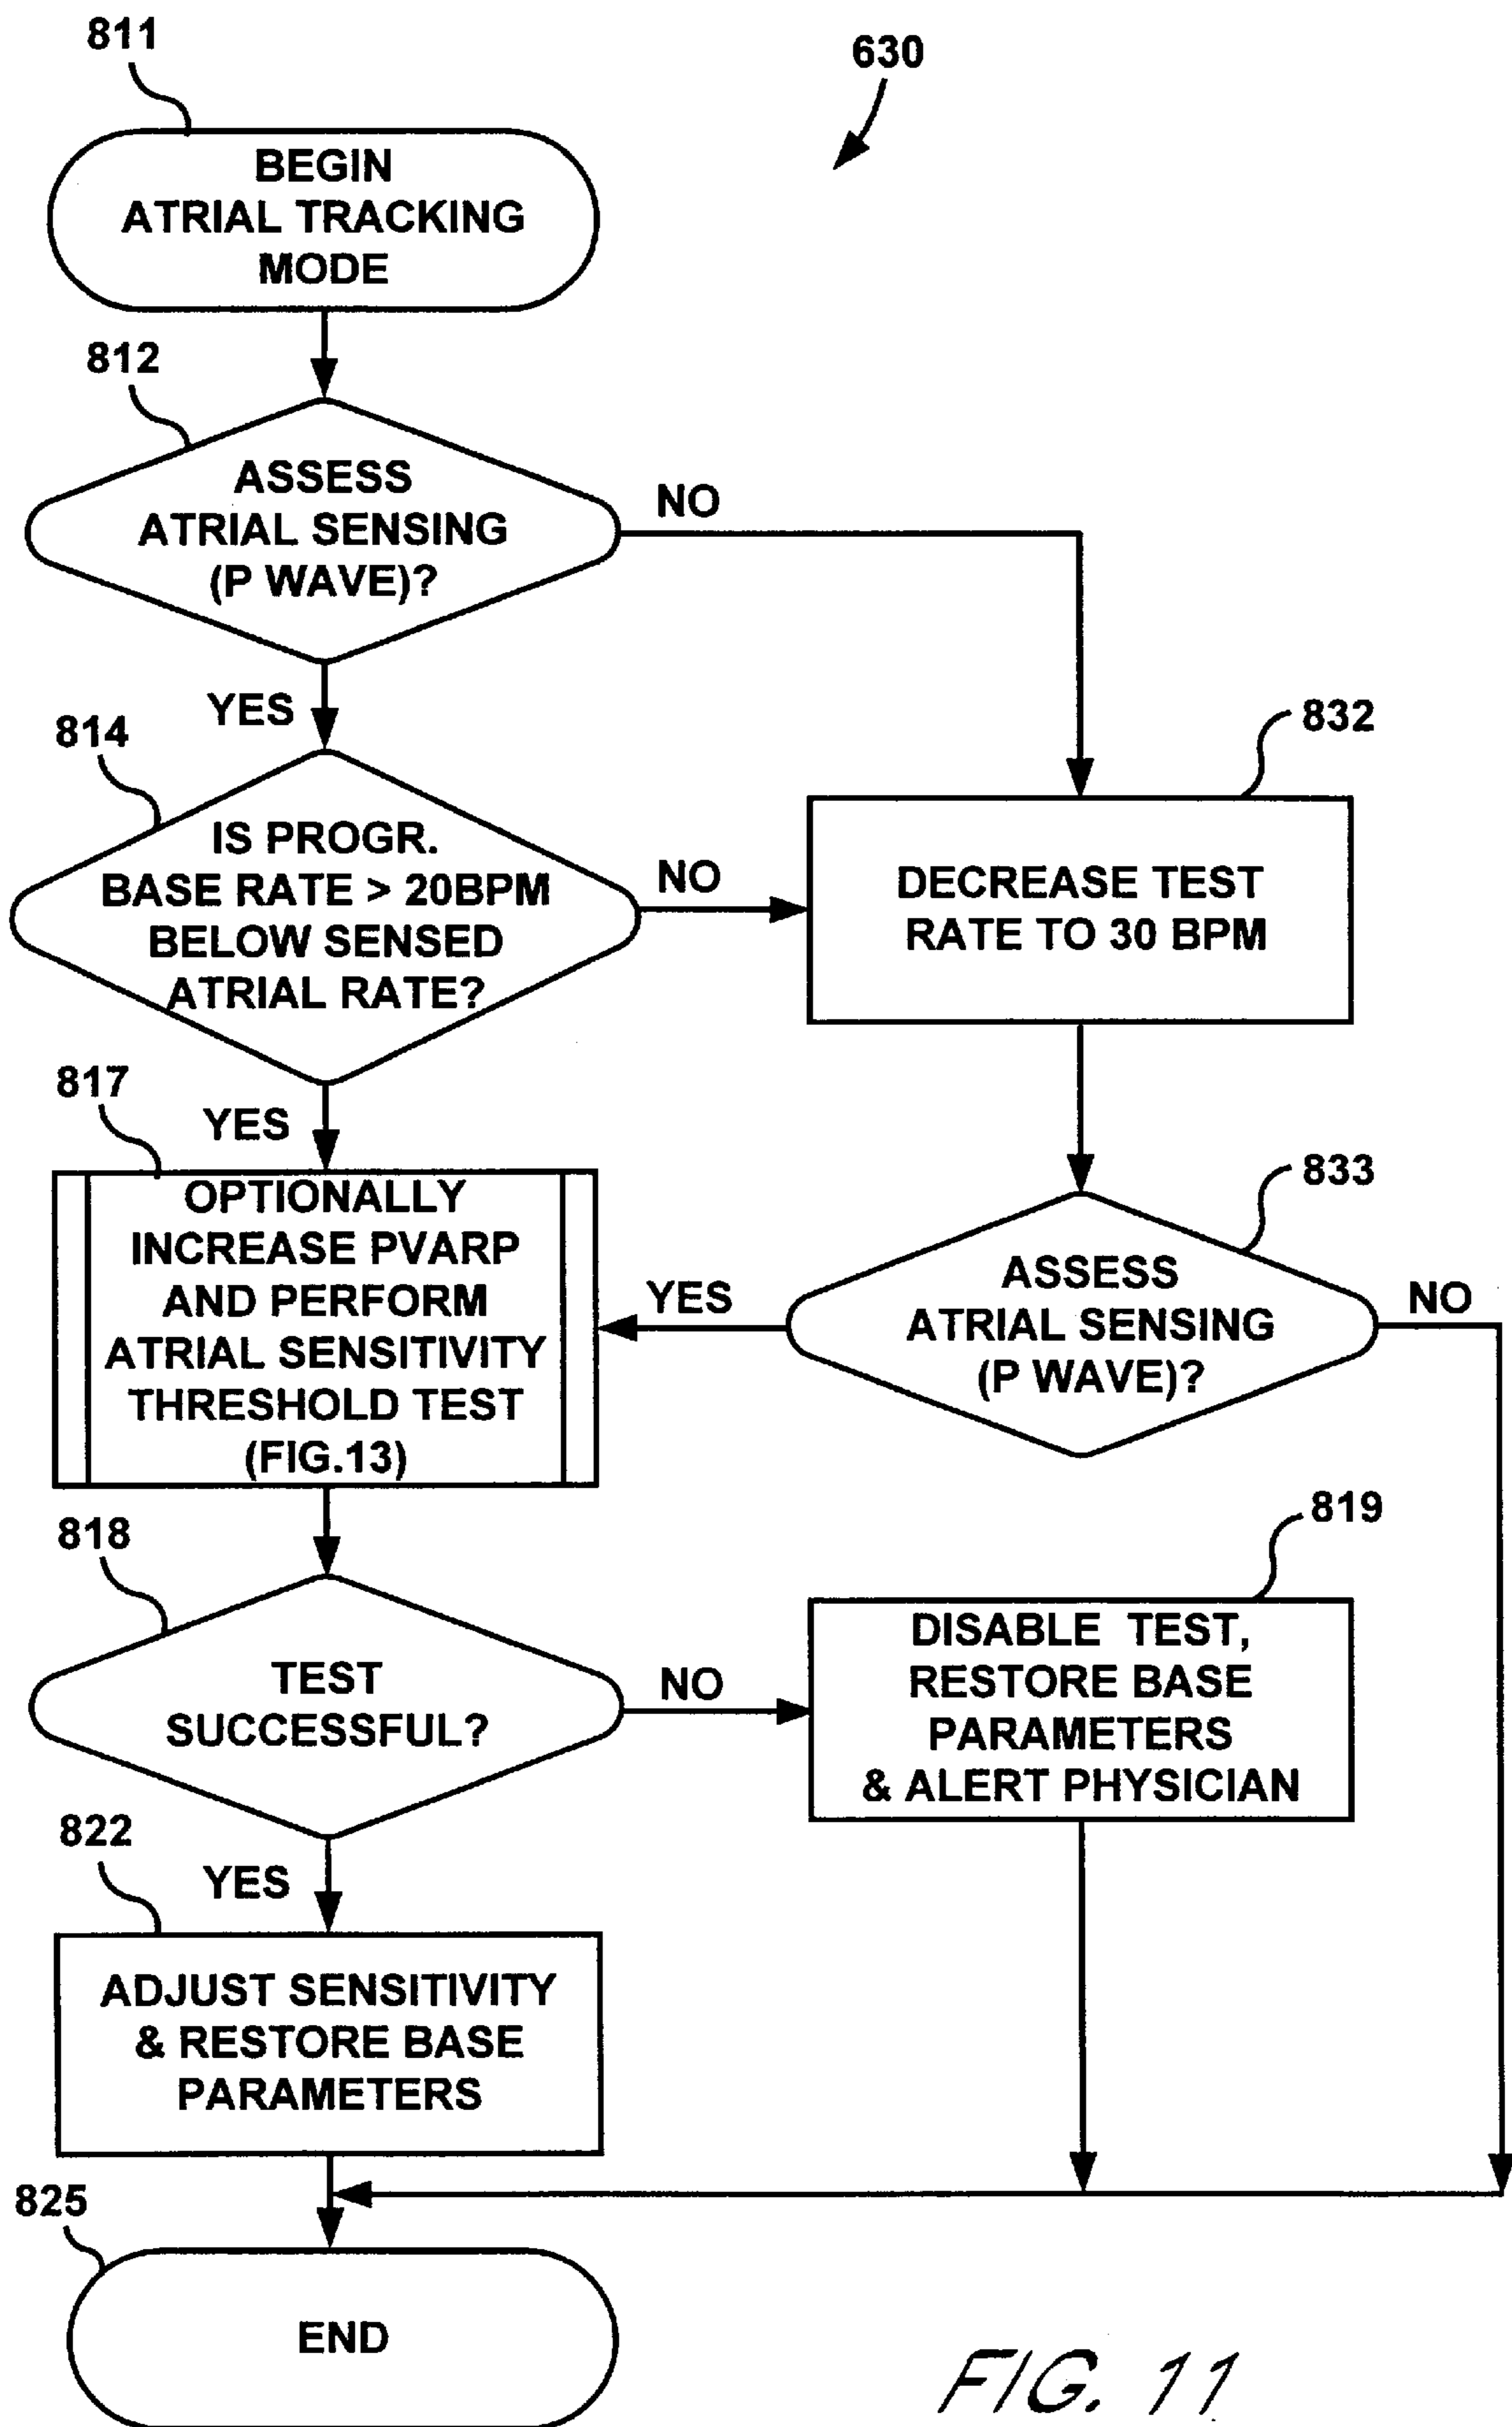 811
630
BEGIN
ATRIAL TRACKING
MODE
812
ASSESS
ATRIAL SENSING
(P WAVE)?
NO
YES
814
IS PROGR.
BASE RATE > 20BPM
BELOW SENSED
ATRIAL RATE?
NO
832
DECREASE TEST
RATE TO 30 BPM
YES
817
OPTIONALLY
INCREASE PVARP
AND PERFORM
ATRIAL SENSITIVITY
THRESHOLD TEST
(FIG.13)
833
ASSESS
ATRIAL SENSING
(P WAVE)?
YES
NO
818
TEST
SUCCESSFUL?
NO
819
DISABLE TEST,
RESTORE BASE
PARAMETERS
& ALERT PHYSICIAN
YES
822
ADJUST SENSITIVITY
& RESTORE BASE
PARAMETERS
825
END
FIG. 11